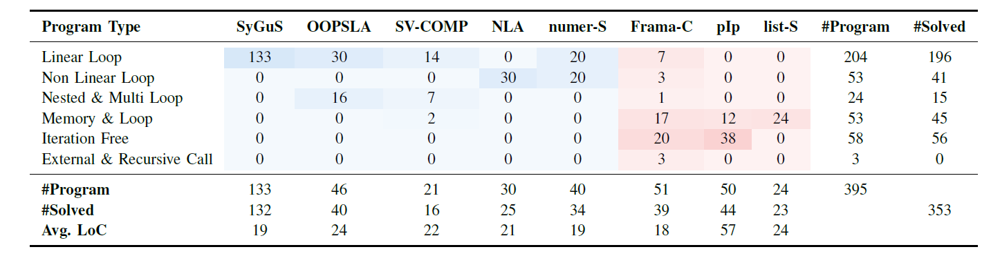 Program Type SyGuS OOPSLA SV-COMP NLA numer-S Frama-C pIp list-S #Program #Solved
Linear Loop 133 30 14 0 20 7 0 0 204 196
Non Linear Loop 0 0 0 30 20 3 0 0 53 41
Nested & Multi Loop 0 16 7 0 0 1 0 0 24 15
Memory & Loop 0 0 2 0 0 17 12 24 53 45
Iteration Free 0 0 0 0 0 20 38 0 58 56
External & Recursive Call 0 0 0 0 0 3 0 0 3 0
#Program 133 46 21 30 40 51 50 24 395
#Solved 132 40 16 25 34 39 44 23 353
Avg. LoC 19 24 22 21 19 18 57 24